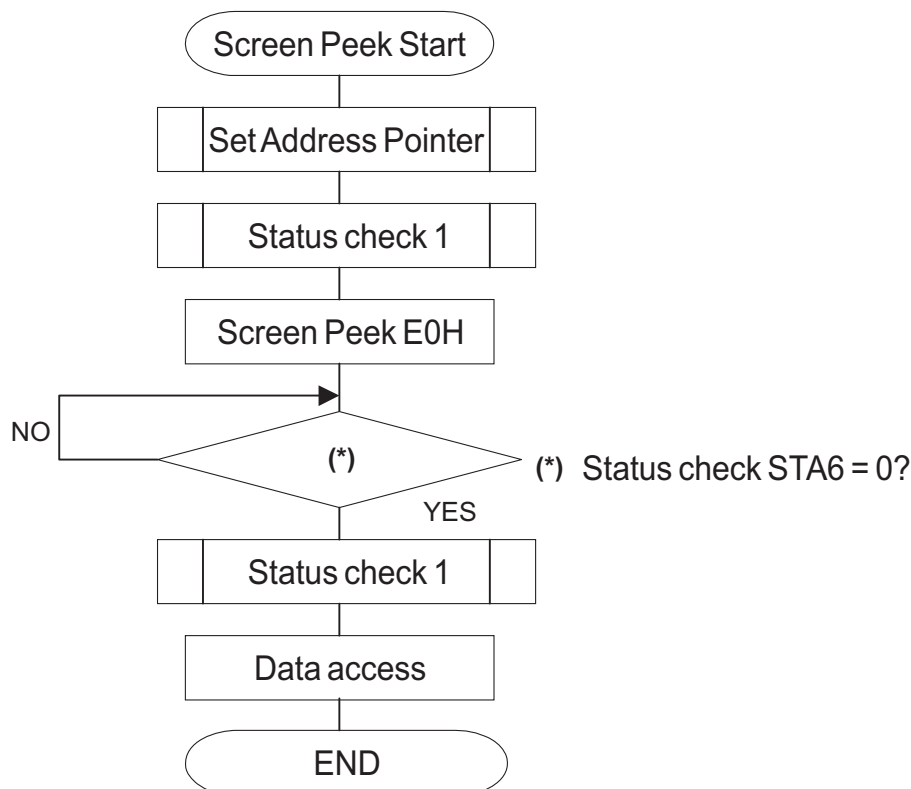 Screen Peek Start
Set Address Pointer
Status check 1
Screen Peek E0H
NO
(*)
(*) Status check STA6 = 0?
YES
Status check 1
Data access
END